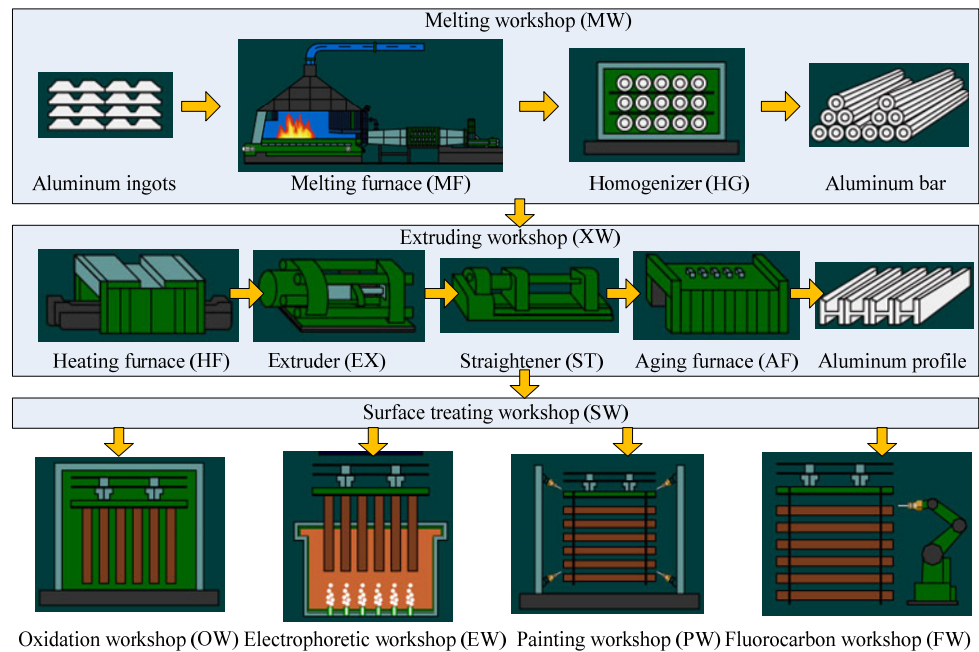 Melting workshop (MW)
Aluminum ingots
Melting furnace (MF)
Homogenizer (HG)
Aluminum bar
Extruding workshop (XW)
Heating furnace (HF)
Extruder (EX)
Straightener (ST)
Aging furnace (AF)
Aluminum profile
Surface treating workshop (SW)
Oxidation workshop (OW)
Electrophoretic workshop (EW)
Painting workshop (PW)
Fluorocarbon workshop (FW)